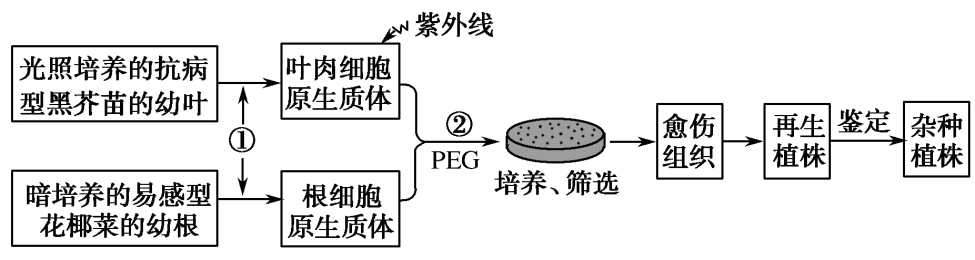 紫外线
光照培养的抗病
型黑芥苗的幼叶
叶肉细胞
原生质体
①
②
PEG
培养、筛选
愈伤
组织
再生
植株
鉴定
杂种
植株
暗培养的易感型
花椰菜的幼根
根细胞
原生质体